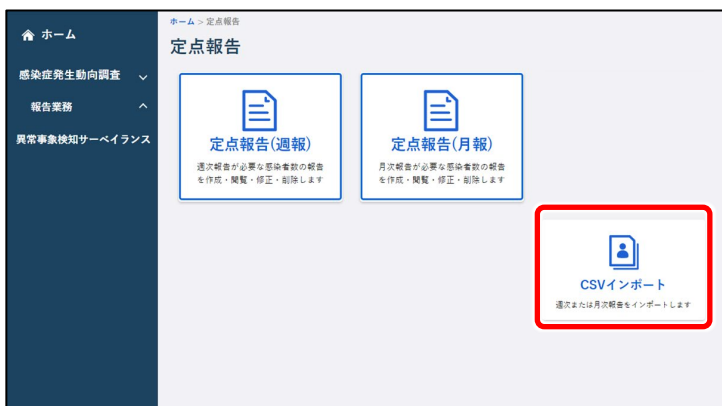 ホーム
感染症発生動向調査
報告業務
異常事象検知サーベイランス
ホーム > 定点報告
定点報告
定点報告(週報)
週次報告が必要な感染者数の報告
を作成・閲覧・修正・削除します
定点報告(月報)
月次報告が必要な感染者数の報告
を作成・閲覧・修正・削除します
CSVインポート
週次または月次報告をインポートします